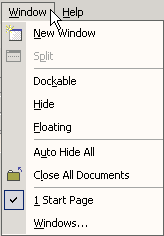 Window Help
New Window
Split
Dockable
Hide
Floating
Auto Hide All
Close All Documents
1 Start Page
Windows...